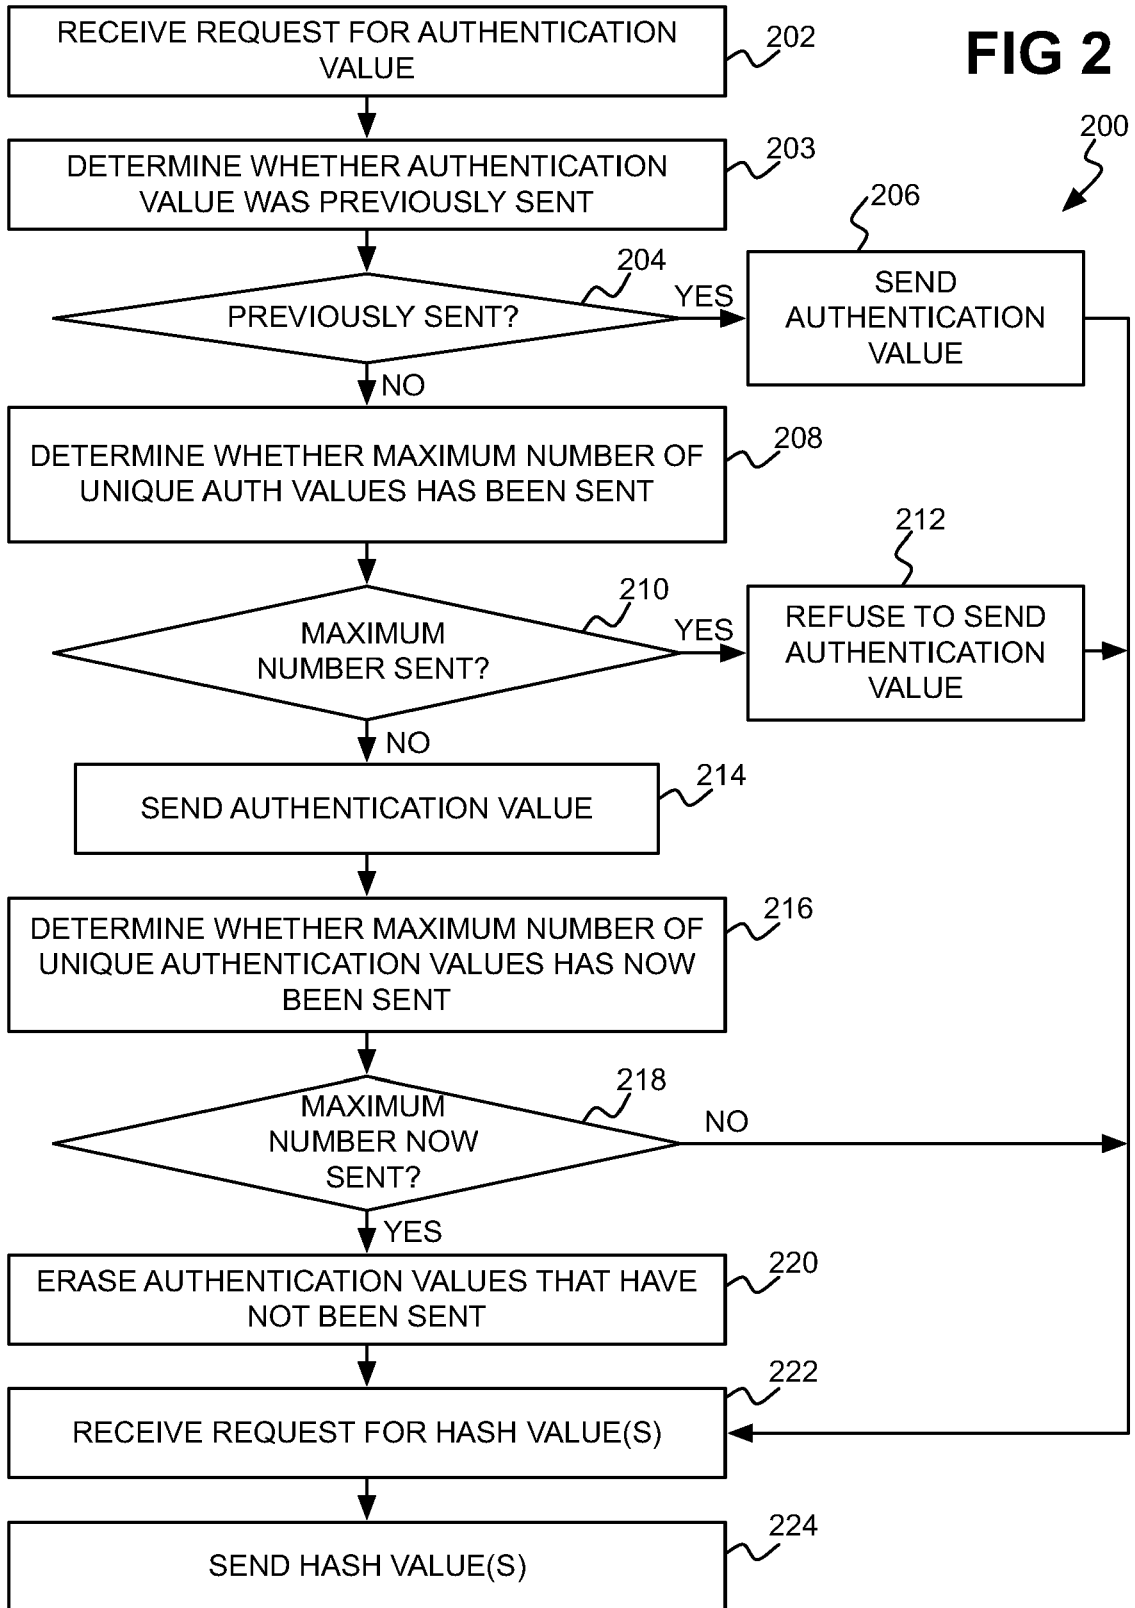 RECEIVE REQUEST FOR AUTHENTICATION
VALUE
202
FIG 2
200
DETERMINE WHETHER AUTHENTICATION
VALUE WAS PREVIOUSLY SENT
203
206
PREVIOUSLY SENT?
204
YES
SEND
AUTHENTICATION
VALUE
NO
DETERMINE WHETHER MAXIMUM NUMBER OF
UNIQUE AUTH VALUES HAS BEEN SENT
208
212
MAXIMUM
NUMBER SENT?
210
YES
REFUSE TO SEND
AUTHENTICATION
VALUE
NO
SEND AUTHENTICATION VALUE
214
DETERMINE WHETHER MAXIMUM NUMBER OF
UNIQUE AUTHENTICATION VALUES HAS NOW
BEEN SENT
216
MAXIMUM
NUMBER NOW
SENT?
218
NO
YES
ERASE AUTHENTICATION VALUES THAT HAVE
NOT BEEN SENT
220
RECEIVE REQUEST FOR HASH VALUE(S)
222
SEND HASH VALUE(S)
224